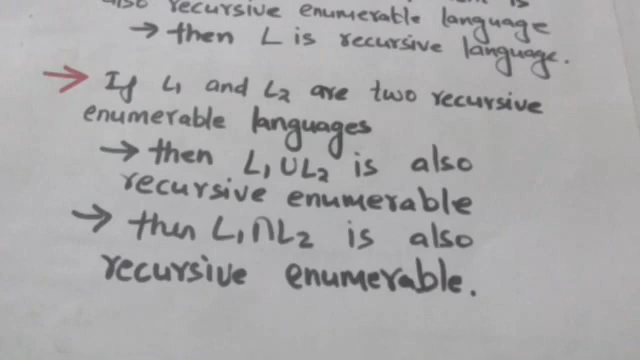 also recursive enumerable language
→ then L is recursive language.
→ If L1 and L2 are two recursive
enumerable languages
→ then L1 ∪ L2 is also
recursive enumerable
→ then L1 ∩ L2 is also
recursive enumerable.